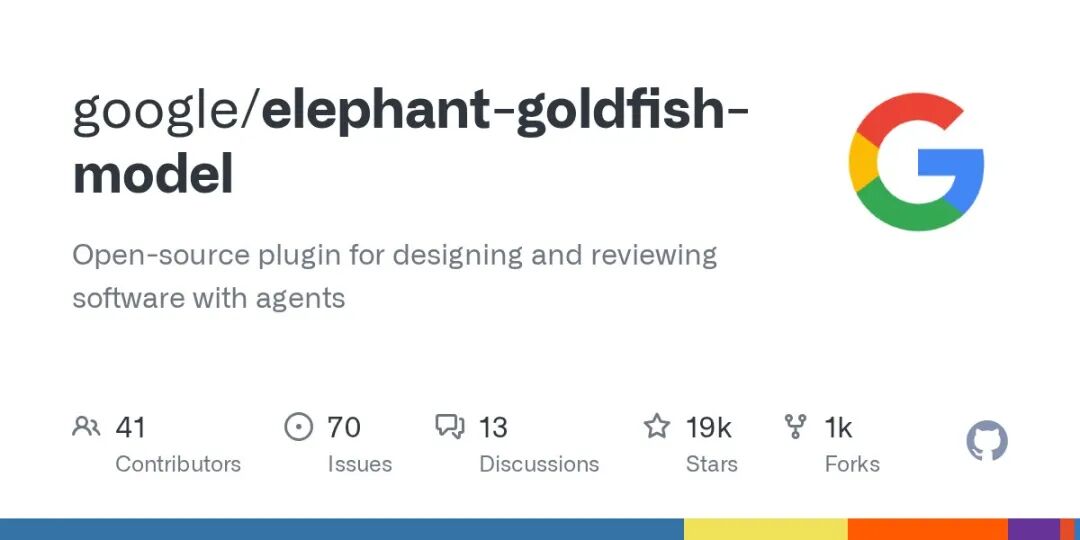 google/elephant-goldfish-
model
Open-source plugin for designing and reviewing
software with agents
41
Contributors
70
Issues
13
Discussions
19k
Stars
1k
Forks